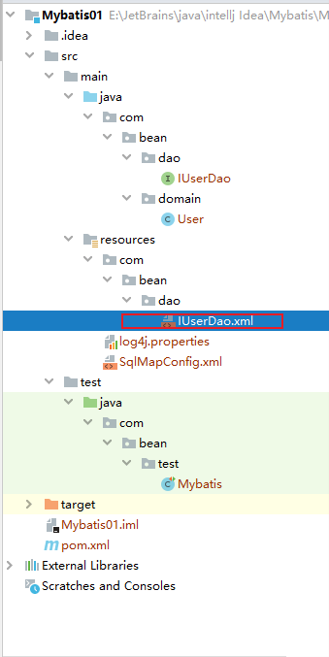 Mybatis01 E:\JetBrains\java\intellj Idea\Mybatis\M
.idea
src
main
java
com
bean
dao
IUserDao
domain
User
resources
com
bean
dao
IUserDao.xml
log4j.properties
SqlMapConfig.xml
test
java
com
bean
test
Mybatis
target
Mybatis01.iml
pom.xml
External Libraries
Scratches and Consoles